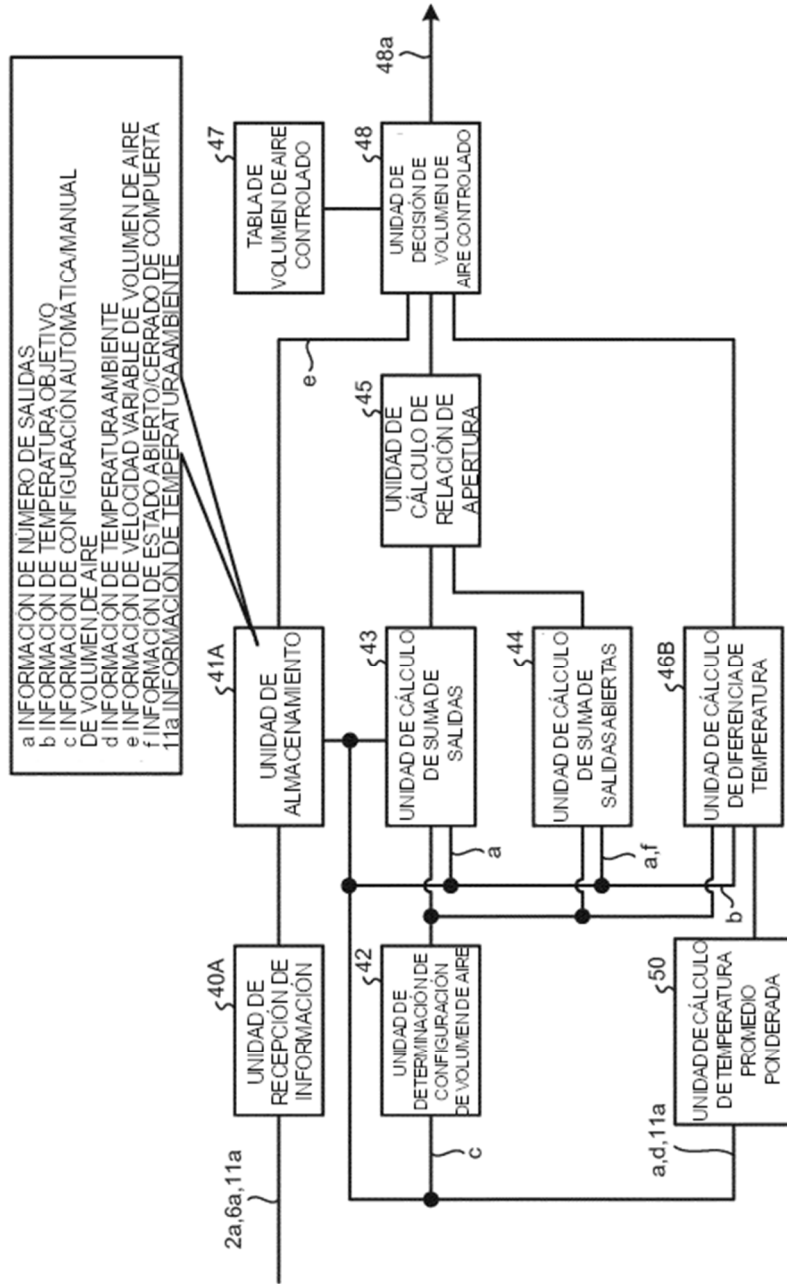 a INFORMACIÓN DE NÚMERO DE SALIDAS
b INFORMACIÓN DE TEMPERATURA OBJETIVO
c INFORMACIÓN DE CONFIGURACIÓN AUTOMÁTICA/MANUAL
DE VOLUMEN DE AIRE
d INFORMACIÓN DE TEMPERATURA AMBIENTE
e INFORMACIÓN DE VELOCIDAD VARIABLE DE VOLUMEN DE AIRE
f INFORMACIÓN DE ESTADO ABIERTO/CERRADO DE COMPUERTA
11a INFORMACION DE TEMPERATURA AMBIENTE
2a,6a,11a
40A
UNIDAD DE
RECEPCIÓN DE
INFORMACIÓN
41A
UNIDAD DE
ALMACENAMIENTO
e
47
TABLA DE
VOLUMEN DE AIRE
CONTROLADO
c
42
UNIDAD DE
DETERMINACIÓN DE
CONFIGURACIÓN
DE VOLUMEN DE AIRE
a
43
UNIDAD DE CÁLCULO
DE SUMA DE
SALIDAS
45
UNIDAD DE
CÁLCULO DE
RELACIÓN DE
APERTURA
48
UNIDAD DE
DECISIÓN DE
VOLUMEN DE
AIRE CONTROLADO
48a
a,f
44
UNIDAD DE CÁLCULO
DE SUMA DE
SALIDAS ABIERTAS
a,d,11a
50
UNIDAD DE CÁLCULO
DE TEMPERATURA
PROMEDIO
PONDERADA
b
46B
UNIDAD DE CÁLCULO
DE DIFERENCIA DE
TEMPERATURA